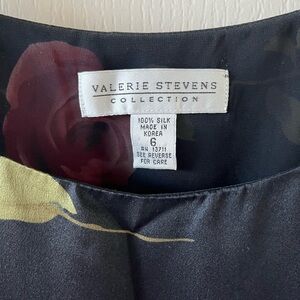 VALERIE STEVENS
COLLECTION
100% SILK
MADE IN
KOREA
6
RN 13711
SEE REVERSE
FOR CARE